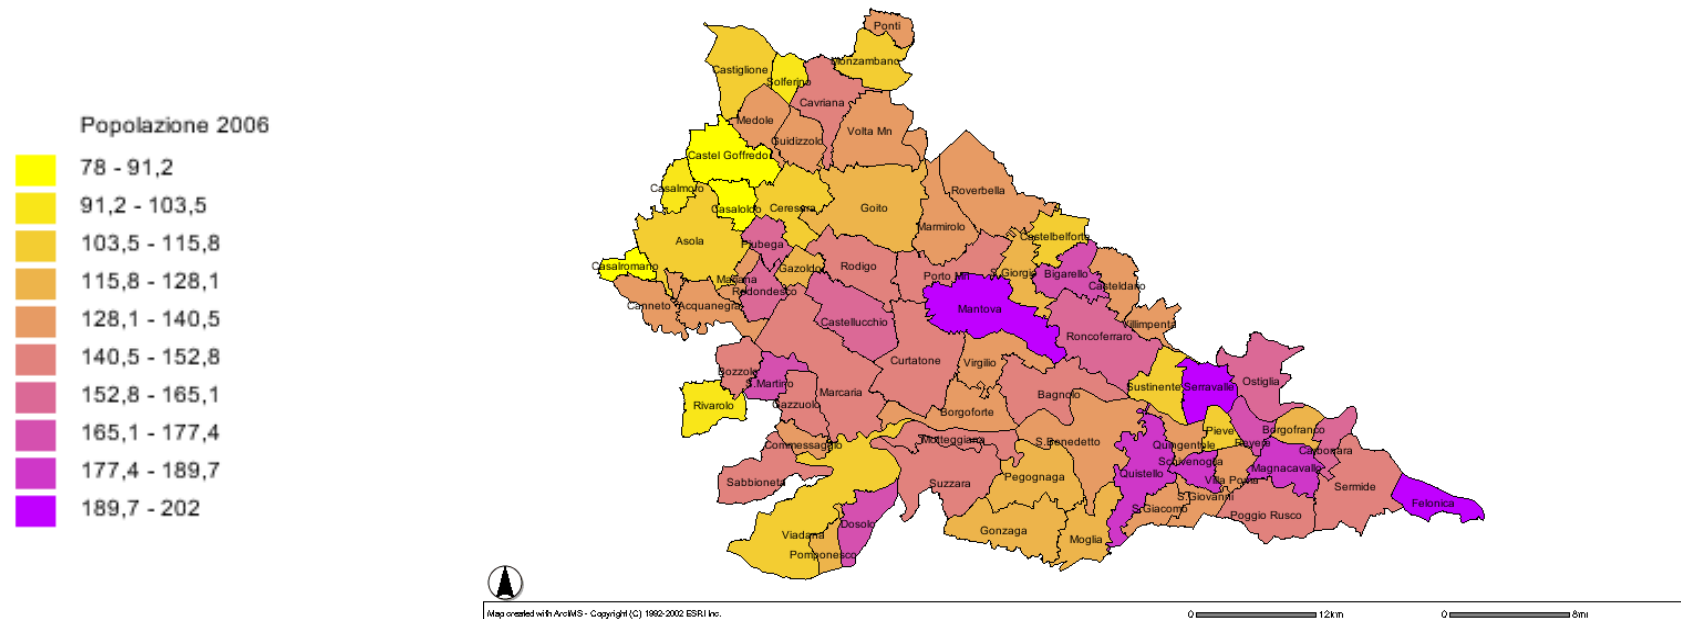 Popolazione 2006
78 - 91,2
91,2 - 103,5
103,5 - 115,8
115,8 - 128,1
128,1 - 140,5
140,5 - 152,8
152,8 - 165,1
165,1 - 177,4
177,4 - 189,7
189,7 - 202
Ponti
Monzambano
Castiglione
Solferino
Cavriana
Medole
Volta Mn
Guidizzolo
Castel Goffredo
Casalmoro
Roverbella
Casaloldo
Ceresara
Goito
Marmirolo
Castelbelforte
Asola
Piubega
Casalromano
Gazoldo
Rodigo
Porto Mn
S.Giorgio
Bigarello
Mariana
Casteldario
Redondesco
Canneto
Acquanegra
Mantova
Castellucchio
Villimpenta
Roncoferraro
Curtatone
Virgilio
Bozzolo
S.Martino
Marcaria
Bagnolo
Sustinente
Serravalle
Ostiglia
Rivarolo
Gazzuolo
Borgoforte
Pieve
Borgofranco
Commessaggio
Motteggiana
S.Benedetto
Quingentole
Revere
Carbonara
Schivenoglia
Magnacavallo
Sabbioneta
Suzzara
Pegognaga
Quistello
Villa Poma
Sermide
S.Giovanni
Felonica
Dosolo
S.Giacomo
Poggio Rusco
Viadana
Gonzaga
Moglia
Pomponesco
Map created with ArcIMS - Copyright (C) 1992-2002 ESRI Inc.
0 12km 0 8mi